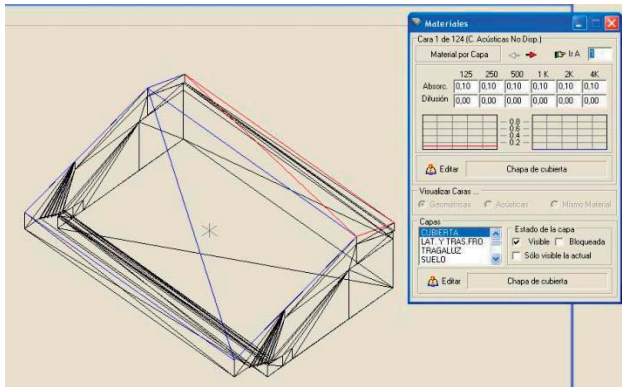 Materiales
Cara 1 de 124 (C. Acústicas No Disp.)
Material por Capa Ir A 1
125 250 500 1 K 2K 4K
Absorc. 0,10 0,10 0,10 0,10 0,10 0,10
Difusión 0,00 0,00 0,00 0,00 0,00 0,00
0.8
0.6
0.4
0.2
Editar Chapa de cubierta
Visualizar Caras ...
Geométricas Acústicas Mismo Material
Capas Estado de la capa
CUBIERTA
LAT. Y TRAS.FRO Visible Bloqueada
TRAGALUZ
SUELO Sólo visible la actual
Editar Chapa de cubierta